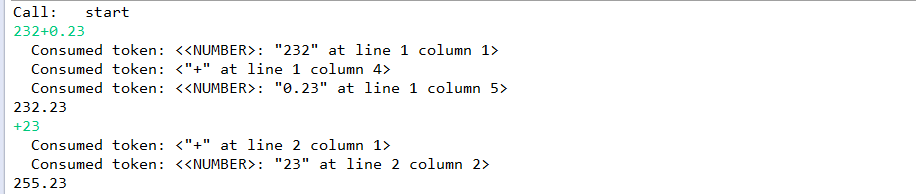 Call:   start
232+0.23
  Consumed token: <<NUMBER>: "232" at line 1 column 1>
  Consumed token: <"+" at line 1 column 4>
  Consumed token: <<NUMBER>: "0.23" at line 1 column 5>
232.23
+23
  Consumed token: <"+" at line 2 column 1>
  Consumed token: <<NUMBER>: "23" at line 2 column 2>
255.23